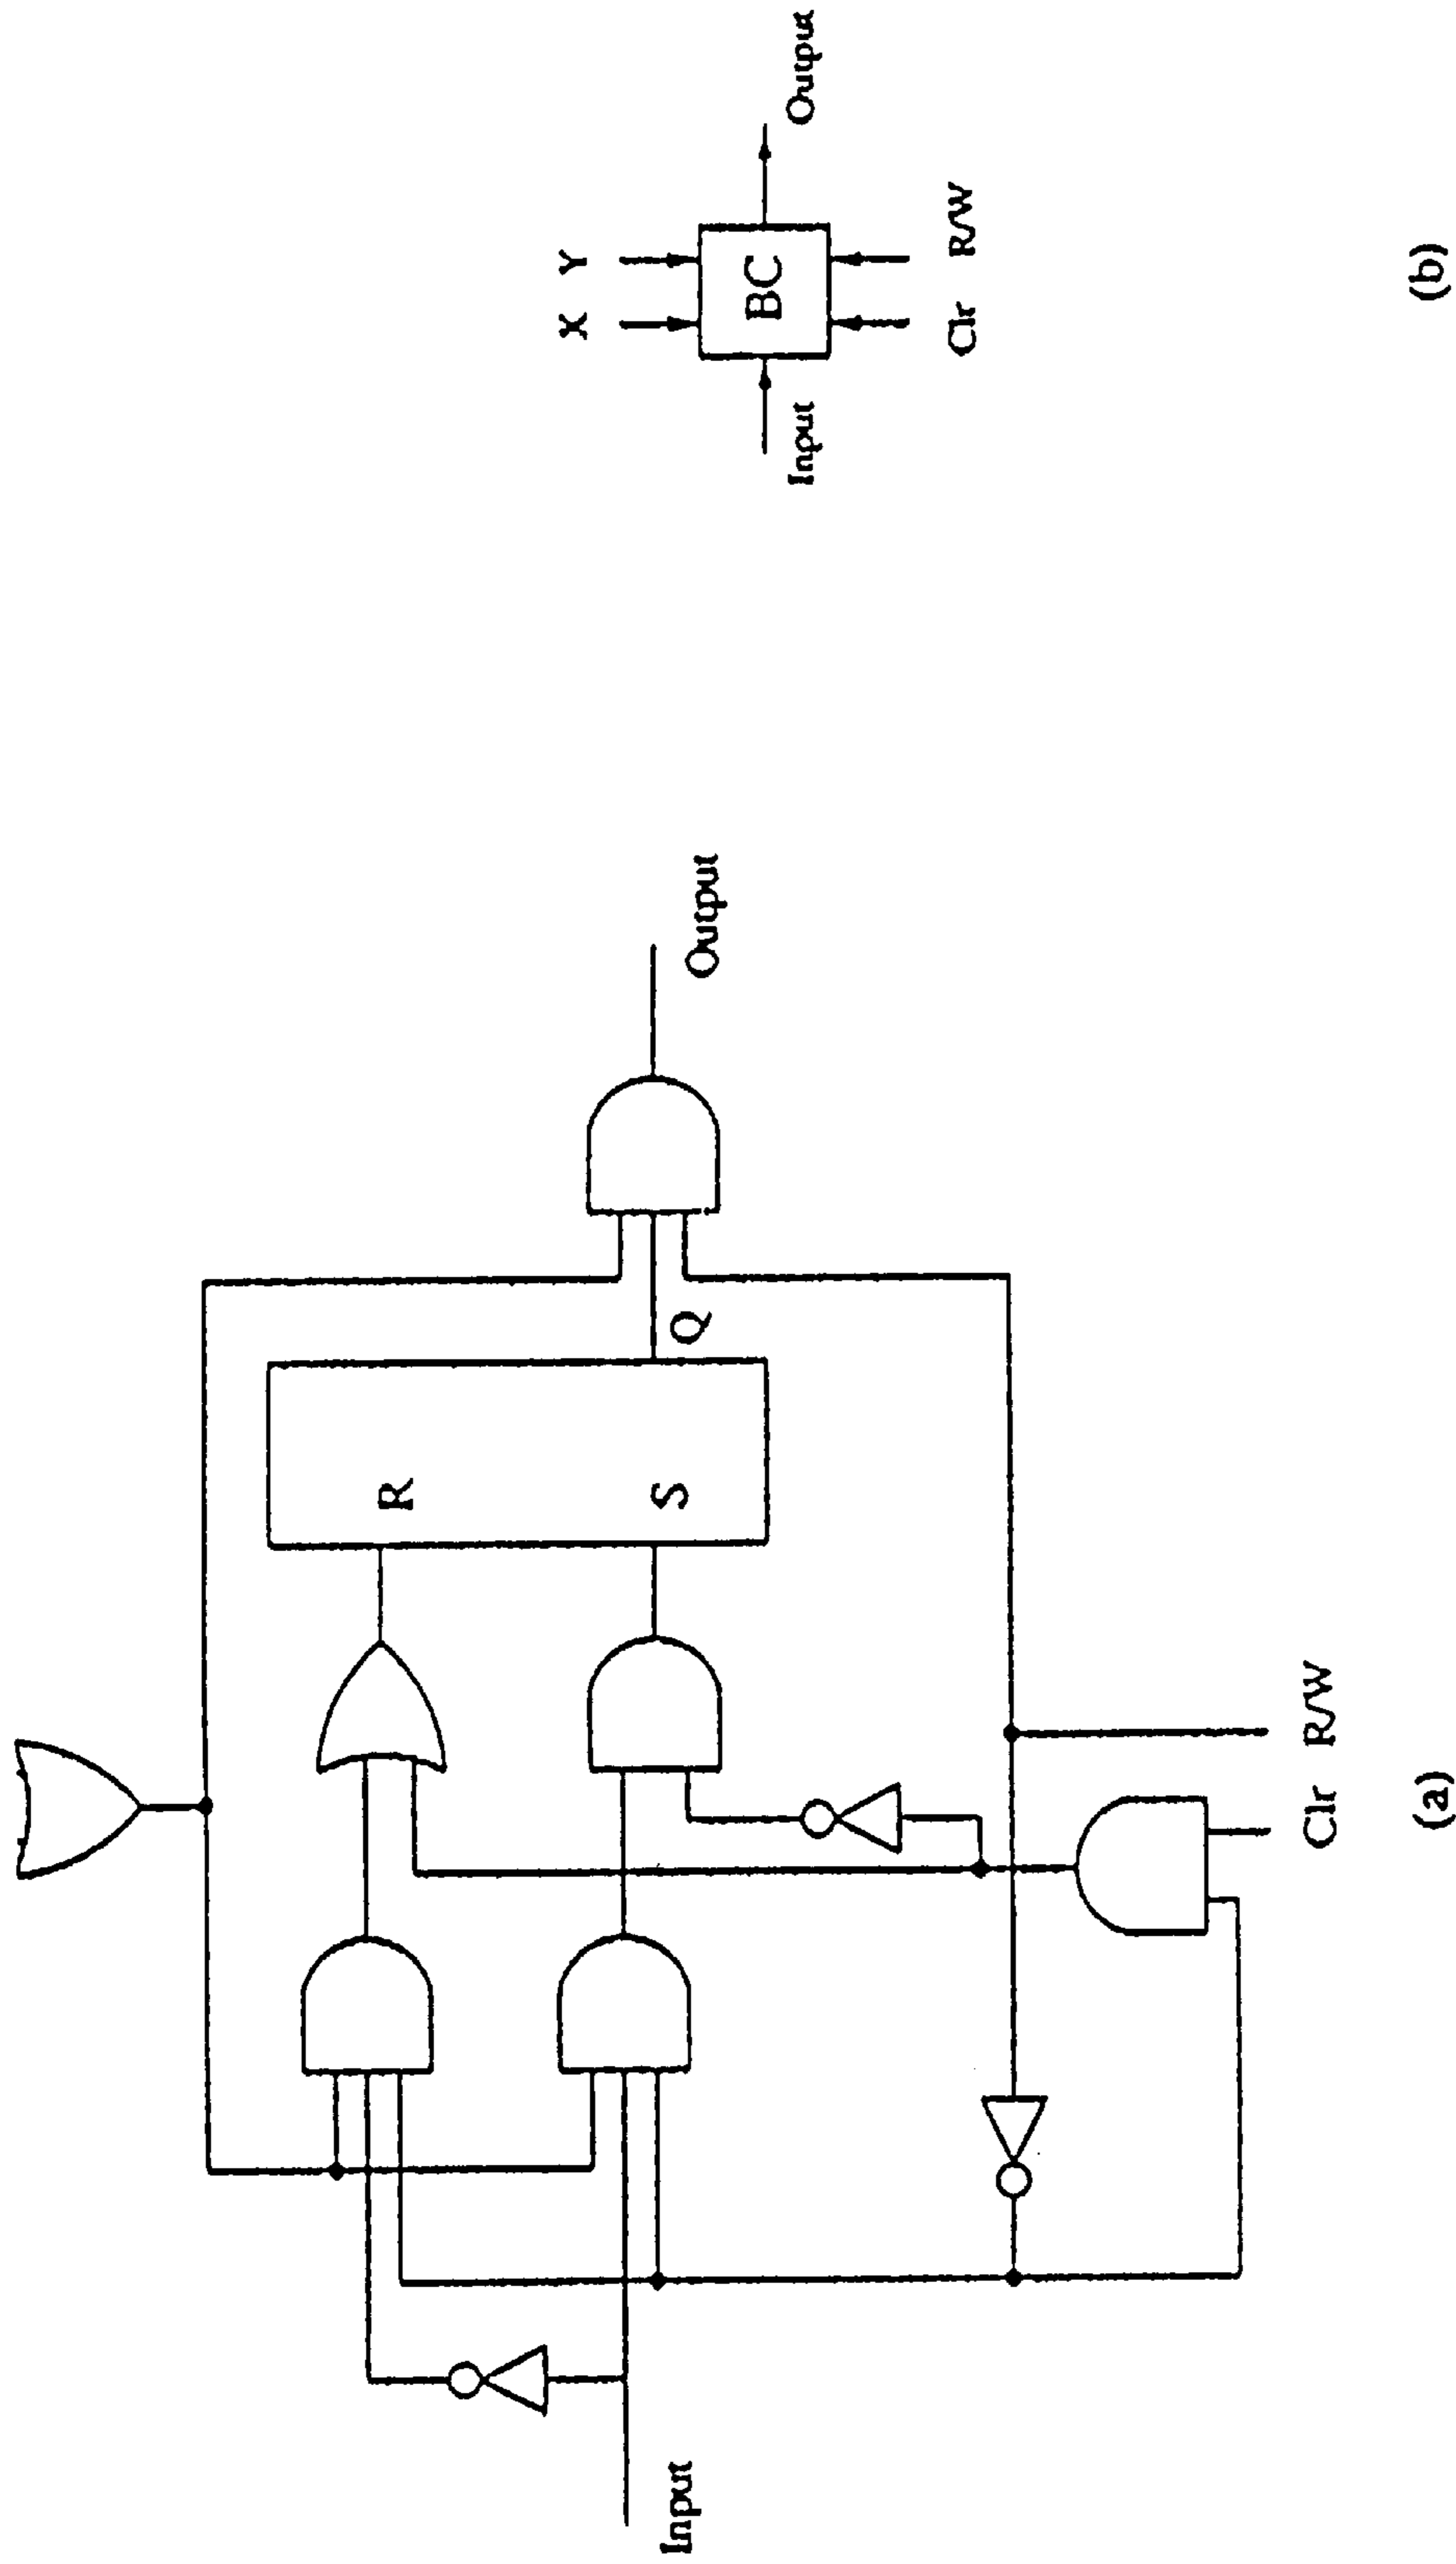 Input
R
S
Q
Output
Clr R/W
(a)
X Y
Input
BC
Output
Clr R/W
(b)